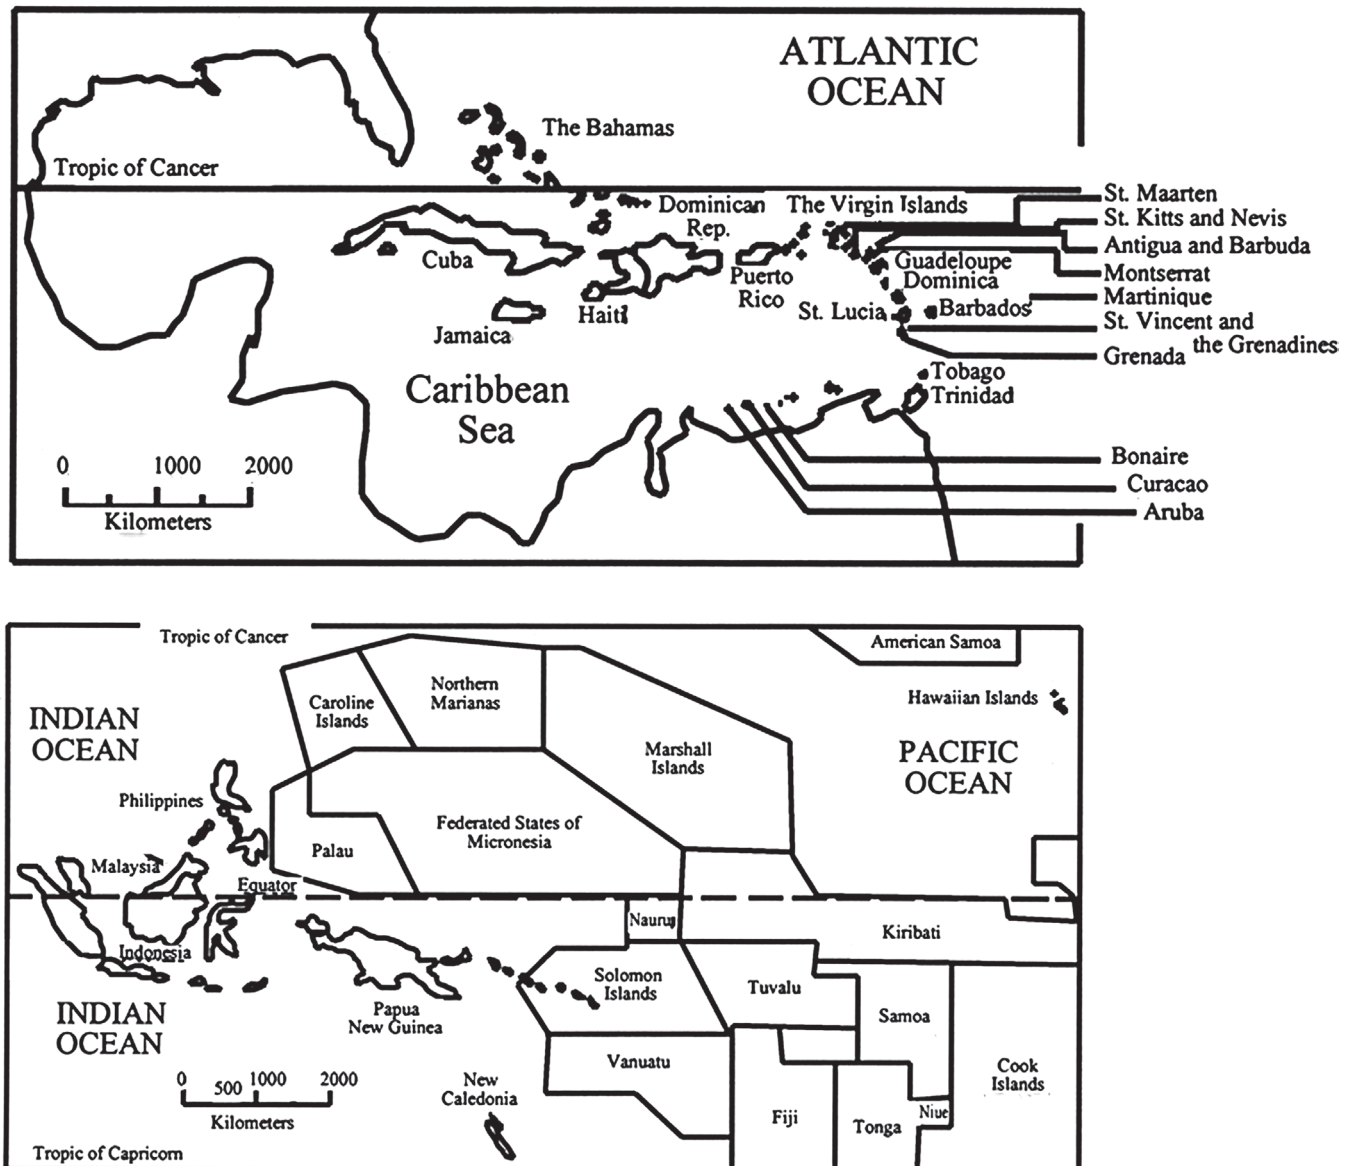 ATLANTIC
OCEAN
The Bahamas
Tropic of Cancer
St. Maarten
Dominican
Rep.
The Virgin Islands
St. Kitts and Nevis
Antigua and Barbuda
Cuba
Guadeloupe
Puerto
Rico
Dominica
Montserrat
Martinique
Haiti
St. Lucia
Barbados
St. Vincent and
the Grenadines
Jamaica
Grenada
Tobago
Trinidad
Caribbean
Sea
Bonaire
Curacao
Aruba
0 1000 2000
Kilometers
Tropic of Cancer
American Samoa
Caroline
Islands
Northern
Marianas
Hawaiian Islands
INDIAN
OCEAN
Marshall
Islands
PACIFIC
OCEAN
Philippines
Federated States of
Micronesia
Palau
Malaysia
Equator
Nauru
Kiribati
Indonesia
Solomon
Islands
Tuvalu
Papua
New Guinea
Samoa
INDIAN
OCEAN
Vanuatu
Cook
Islands
0 500 1000 2000
Kilometers
New
Caledonia
Fiji
Tonga
Niue
Tropic of Capricorn